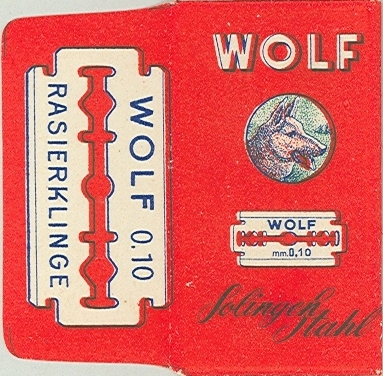 WOLF 0,10
RASIERKLINGE
WOLF
WOLF
mm.0,10
Solingen
Stahl